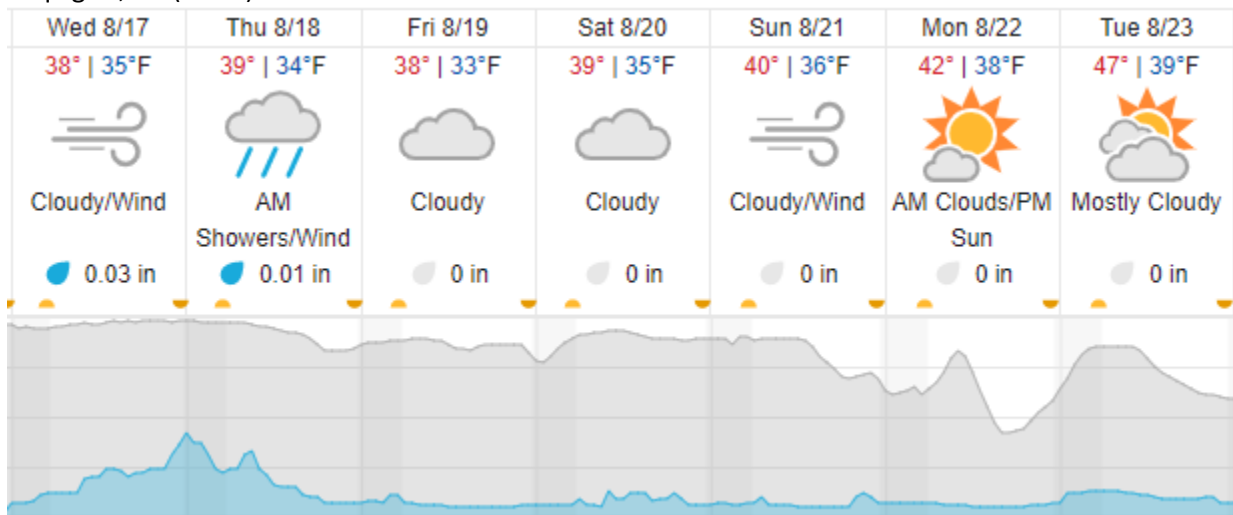 Wed 8/17 Thu 8/18 Fri 8/19 Sat 8/20 Sun 8/21 Mon 8/22 Tue 8/23
38° | 35°F 39° | 34°F 38° | 33°F 39° | 35°F 40° | 36°F 42° | 38°F 47° | 39°F
Cloudy/Wind AM Cloudy Cloudy Cloudy/Wind AM Clouds/PM Mostly Cloudy
Showers/Wind Sun
0.03 in 0.01 in 0 in 0 in 0 in 0 in 0 in